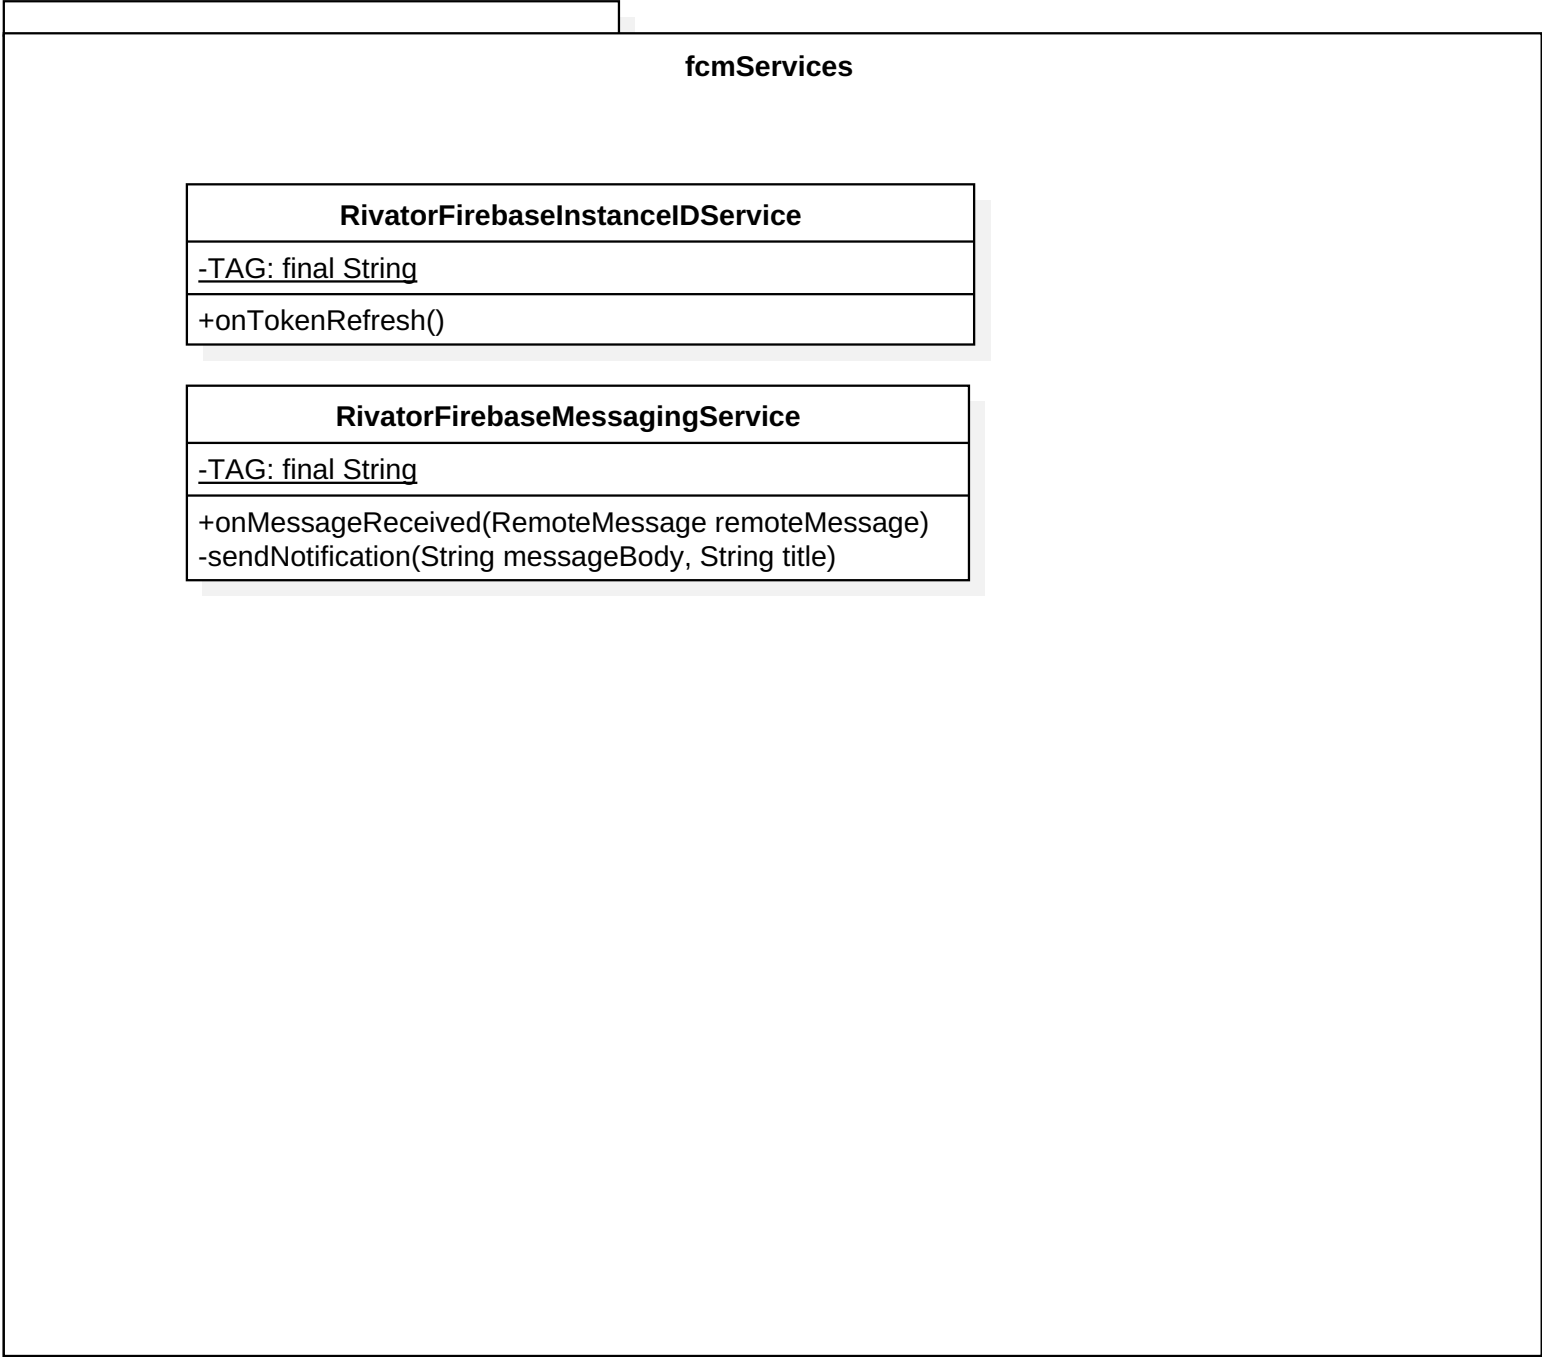 fcmServices
RivatorFirebaseInstanceIDService
-TAG: final String
+onTokenRefresh()
RivatorFirebaseMessagingService
-TAG: final String
+onMessageReceived(RemoteMessage remoteMessage)
-sendNotification(String messageBody, String title)